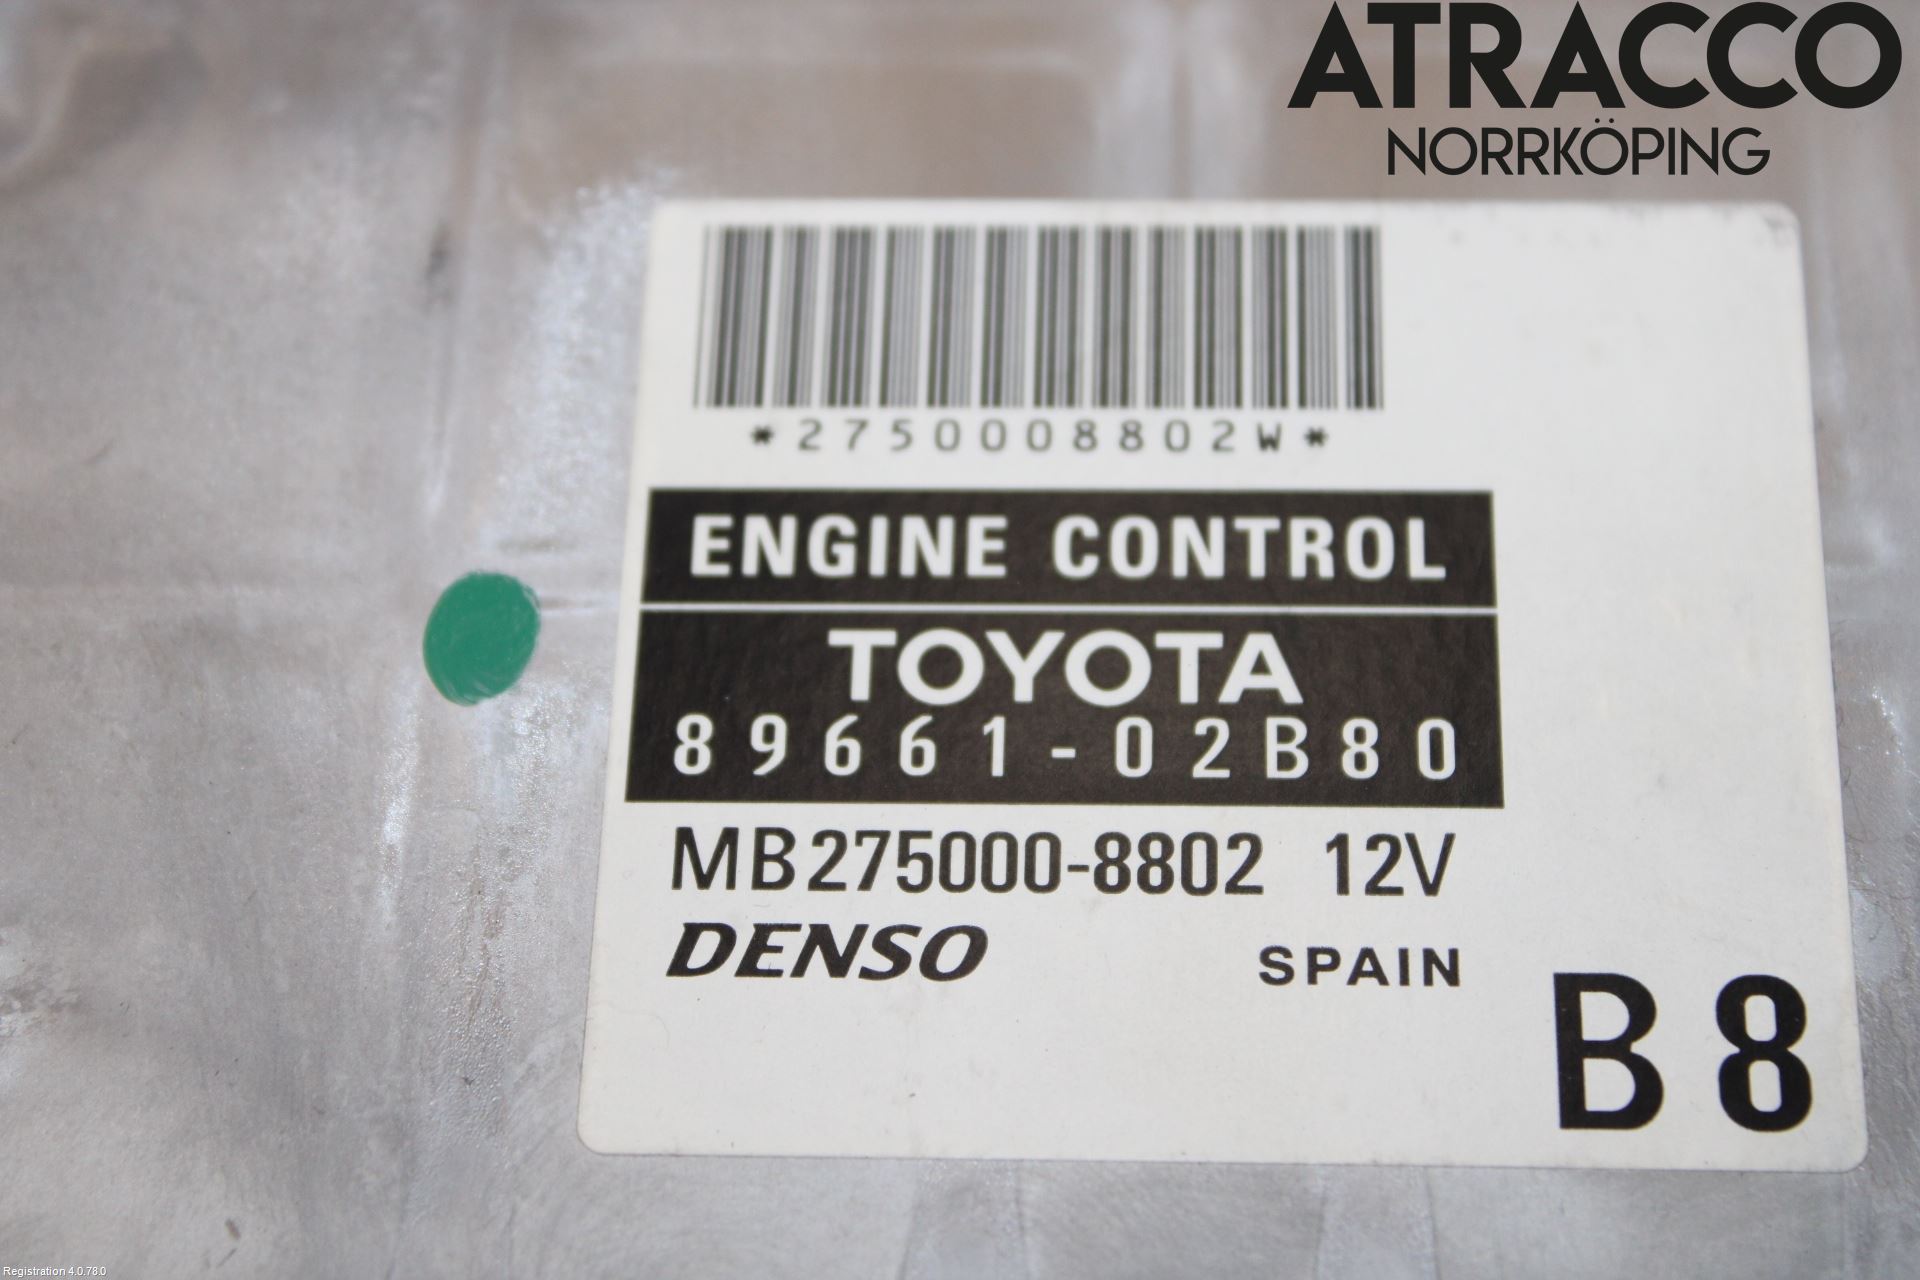 ATRACCO
NORRKÖPING
*2750008802W*
ENGINE CONTROL
TOYOTA
89661-02B80
MB275000-8802 12V
DENSO SPAIN
B8
Registration 4.0.78.0